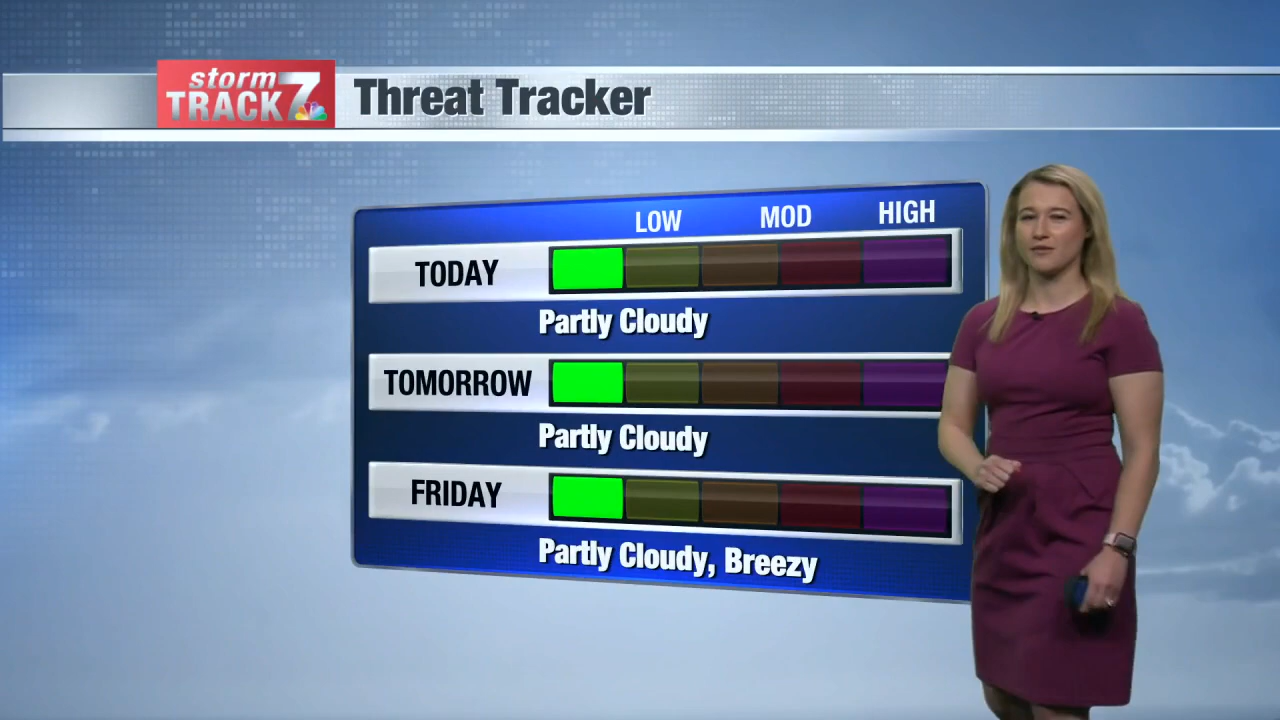 storm
TRACK 7
Threat Tracker
LOW MOD HIGH
TODAY
Partly Cloudy
TOMORROW
Partly Cloudy
FRIDAY
Partly Cloudy, Breezy